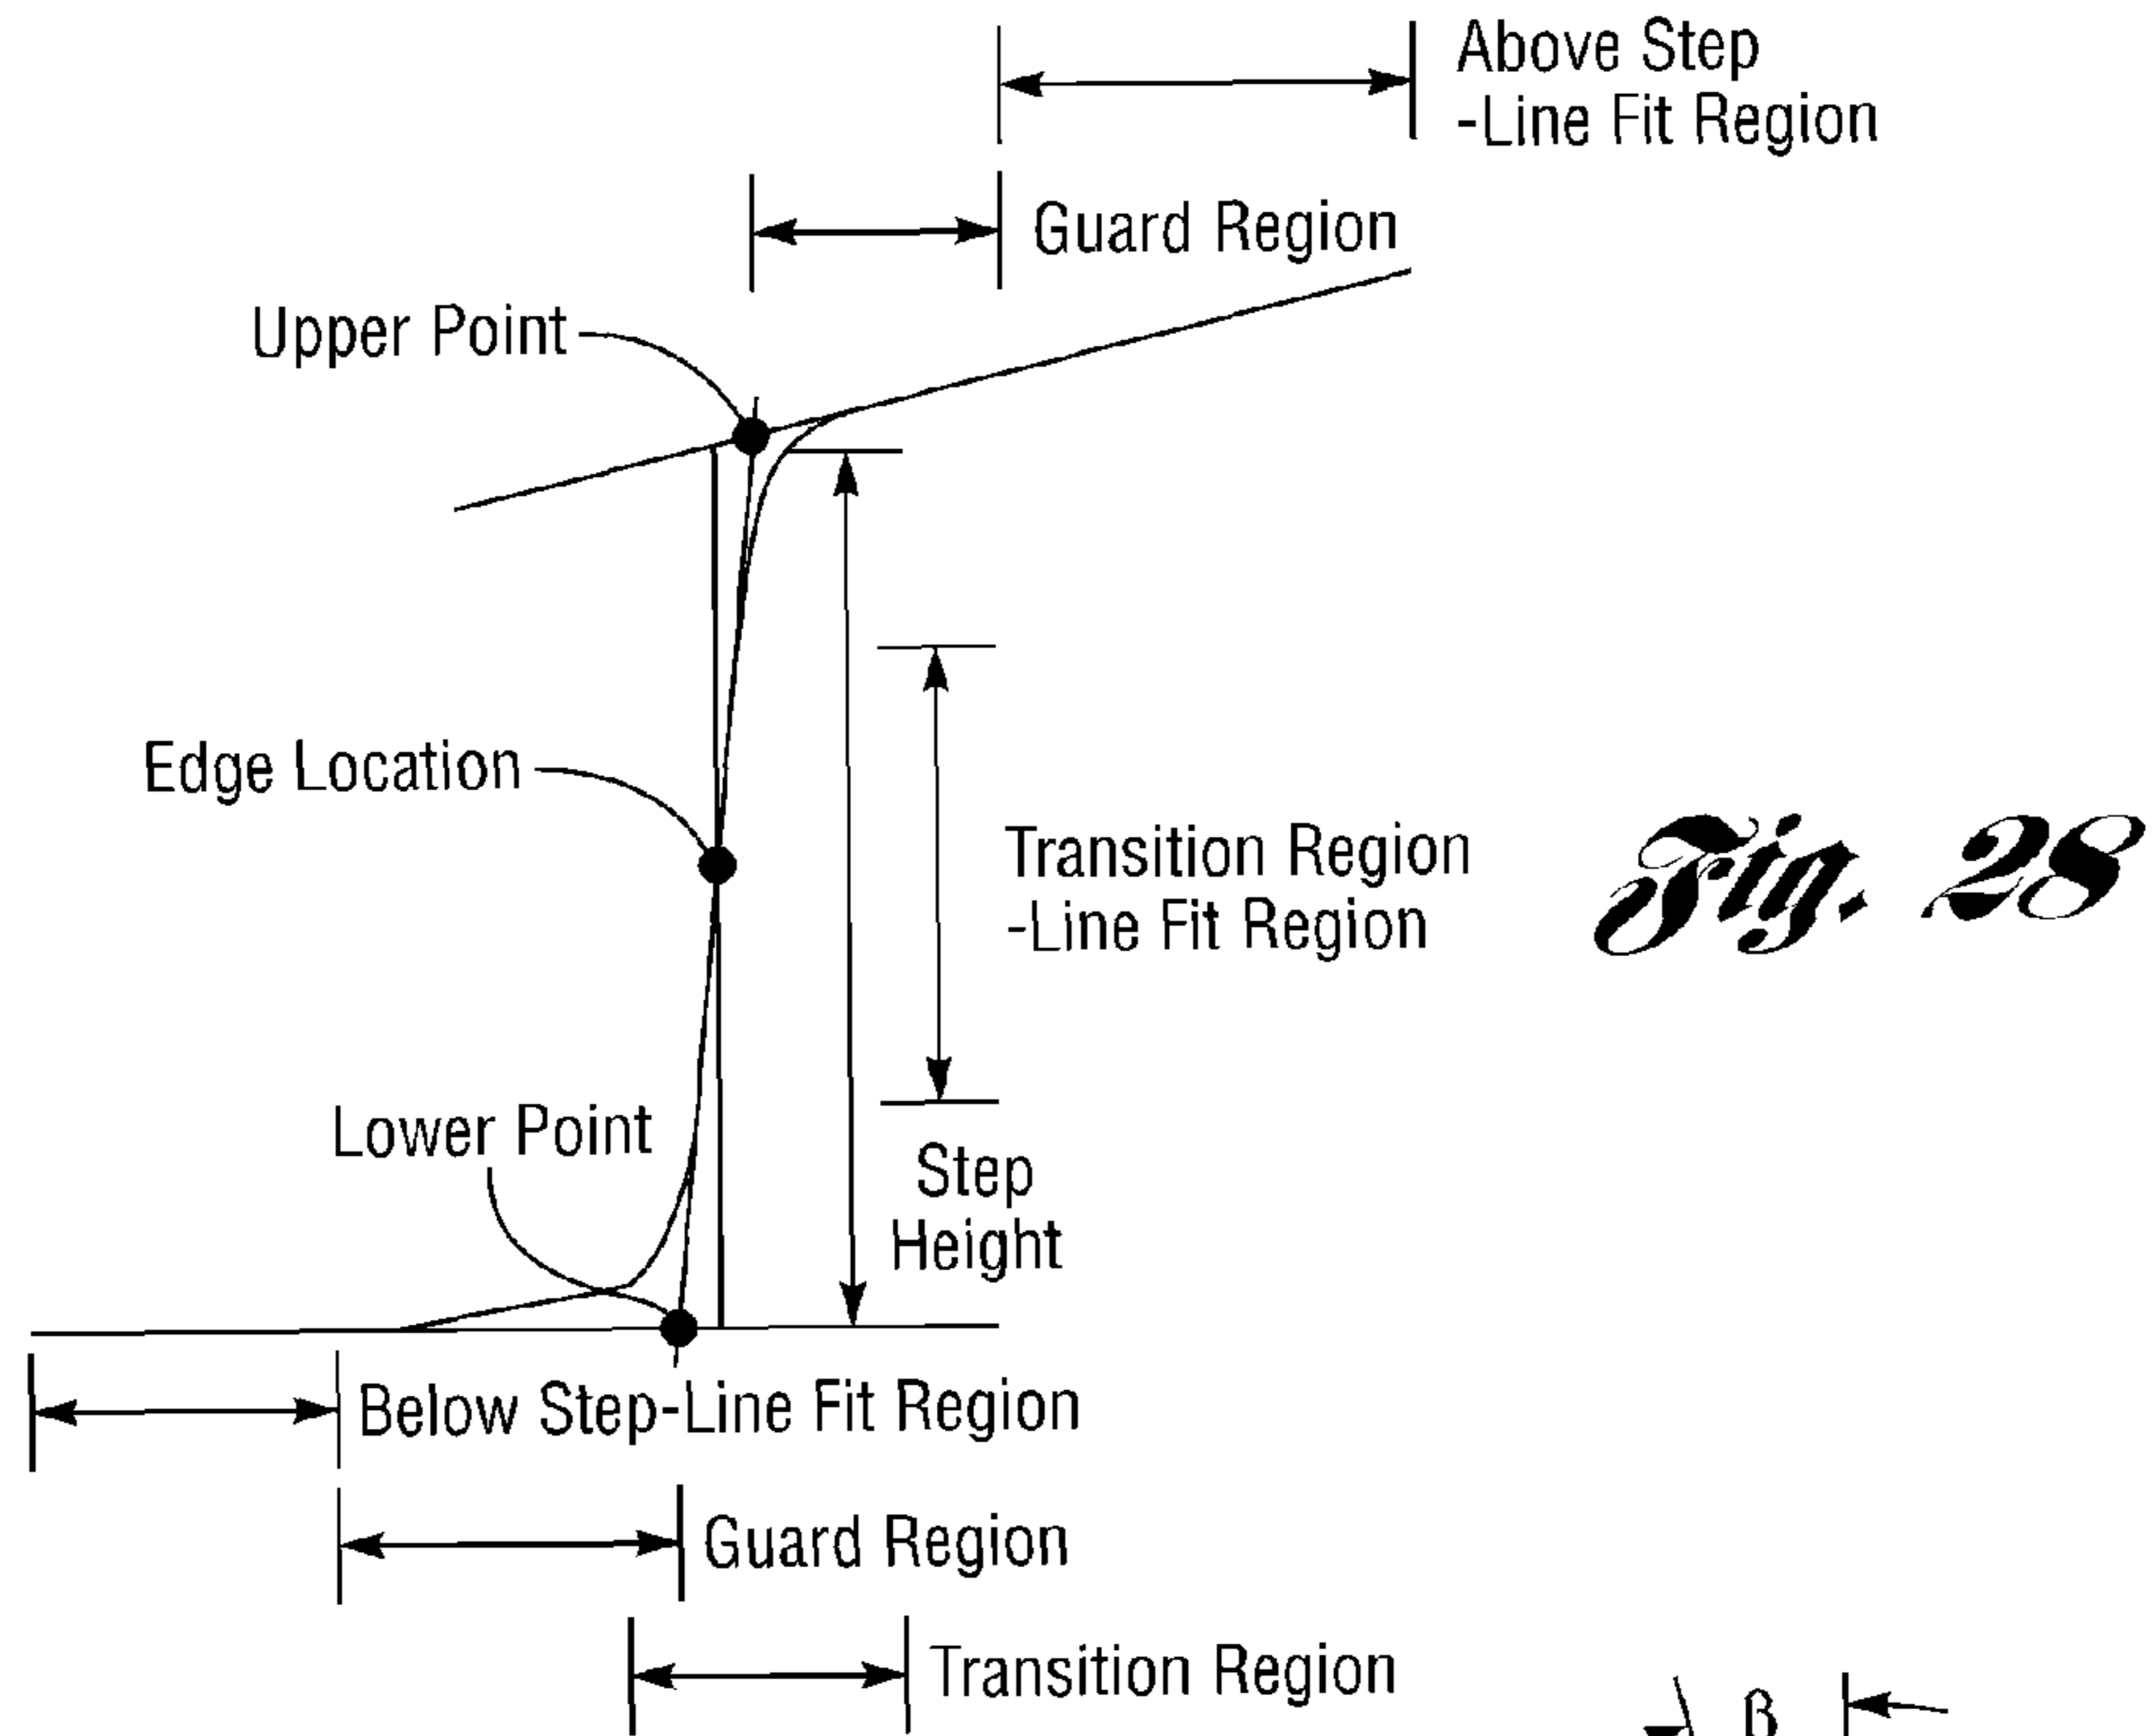 Above Step
-Line Fit Region
Guard Region
Upper Point
Edge Location
Transition Region
-Line Fit Region
Fig. 28
Lower Point
Step
Height
Below Step-Line Fit Region
Guard Region
Transition Region
β